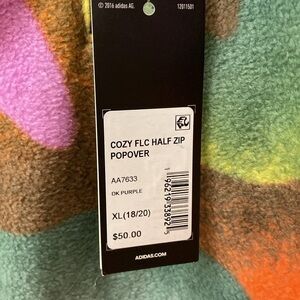 © 2016 adidas AG.
12011501
COZY FLC HALF ZIP
POPOVER
AA7633
DK PURPLE
XL(18/20)
$50.00
ADIDAS.COM